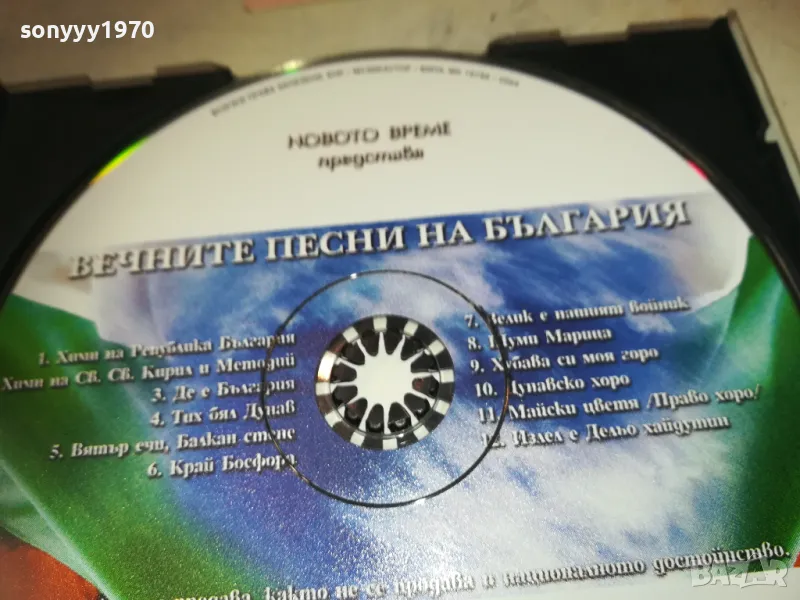 sonyyy1970
НОВОТО ВРЕМЕ
представя
ВЕЧНИТЕ ПЕСНИ НА БЪЛГАРИЯ
1. Химн на Република България
Химн на Св. Св. Кирил и Методий
3. Де е България
4. Тих бял Дунав
5. Вятър ечи, Балкан стене
6. Край Босфора
7. Велик е нашият войник
8. Шуми Марица
9. Хубава си моя горо
10. Дунавско хоро
11. Майски цветя /Право хоро/
12. Излел е Дельо хайдутин
продава, както не се продава и националното достойнство.
bazar.bg